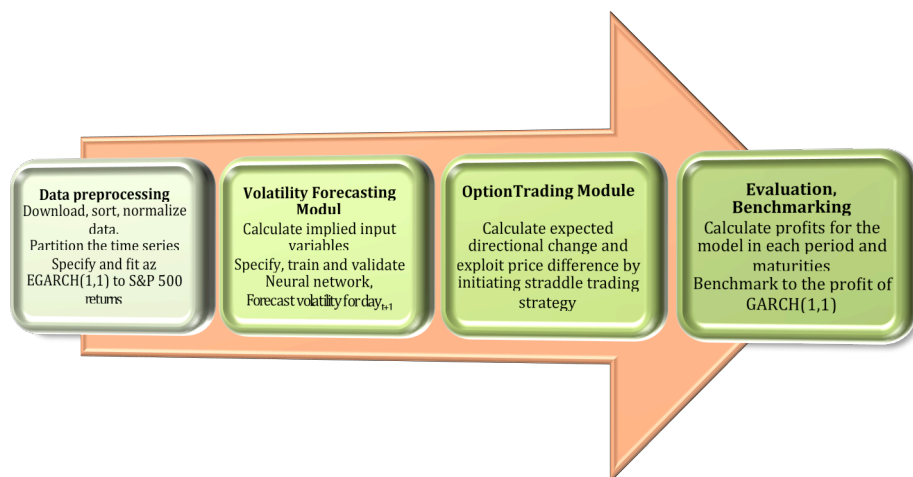 Data preprocessing
Download, sort, normalize
data.
Partition the time series
Specify and fit az
EGARCH(1,1) to S&P 500
returns
Volatility Forecasting
Modul
Calculate implied input
variables
Specify, train and validate
Neural network,
Forecast volatility for day,t+1
OptionTrading Module
Calculate expected
directional change and
exploit price difference by
initiating straddle trading
strategy
Evaluation,
Benchmarking
Calculate profits for the
model in each period and
maturities
Benchmark to the profit of
GARCH(1,1)